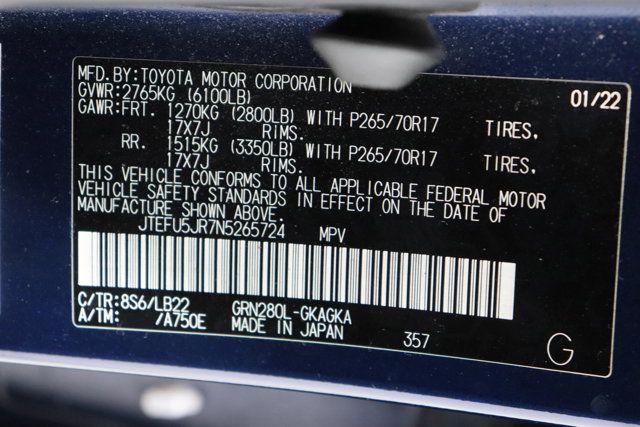 MFD. BY: TOYOTA MOTOR CORPORATION 01/22
GVWR: 2765KG (6100LB)
GAWR: FRT. 1270KG (2800LB) WITH P265/70R17 TIRES,
17X7J RIMS.
RR. 1515KG (3350LB) WITH P265/70R17 TIRES,
17X7J RIMS.
THIS VEHICLE CONFORMS TO ALL APPLICABLE FEDERAL MOTOR
VEHICLE SAFETY STANDARDS IN EFFECT ON THE DATE OF
MANUFACTURE SHOWN ABOVE.
JTEFU5JR7N5265724 MPV
C/TR: 8S6/LB22 GRN280L-GKAGKA
A/TM: /A750E MADE IN JAPAN 357
G